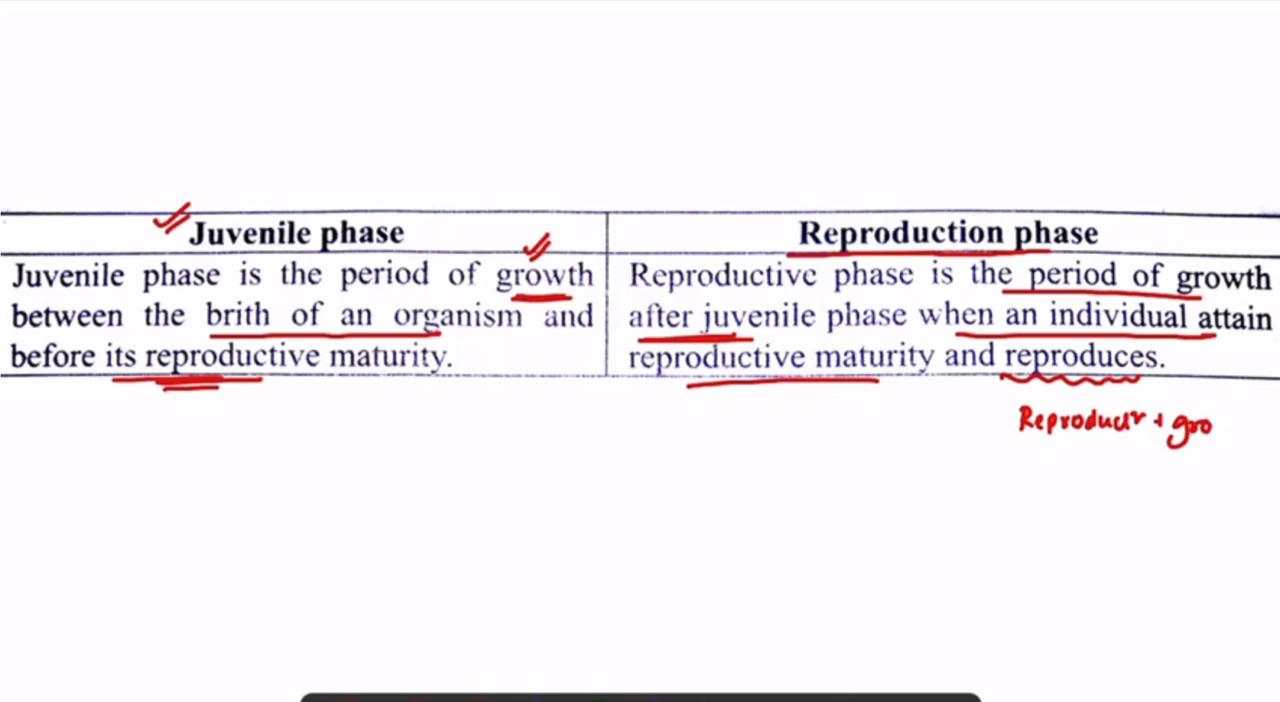 Juvenile phase
Reproduction phase
Juvenile phase is the period of growth
between the brith of an organism and
before its reproductive maturity.
Reproductive phase is the period of growth
after juvenile phase when an individual attain
reproductive maturity and reproduces.
+ gro